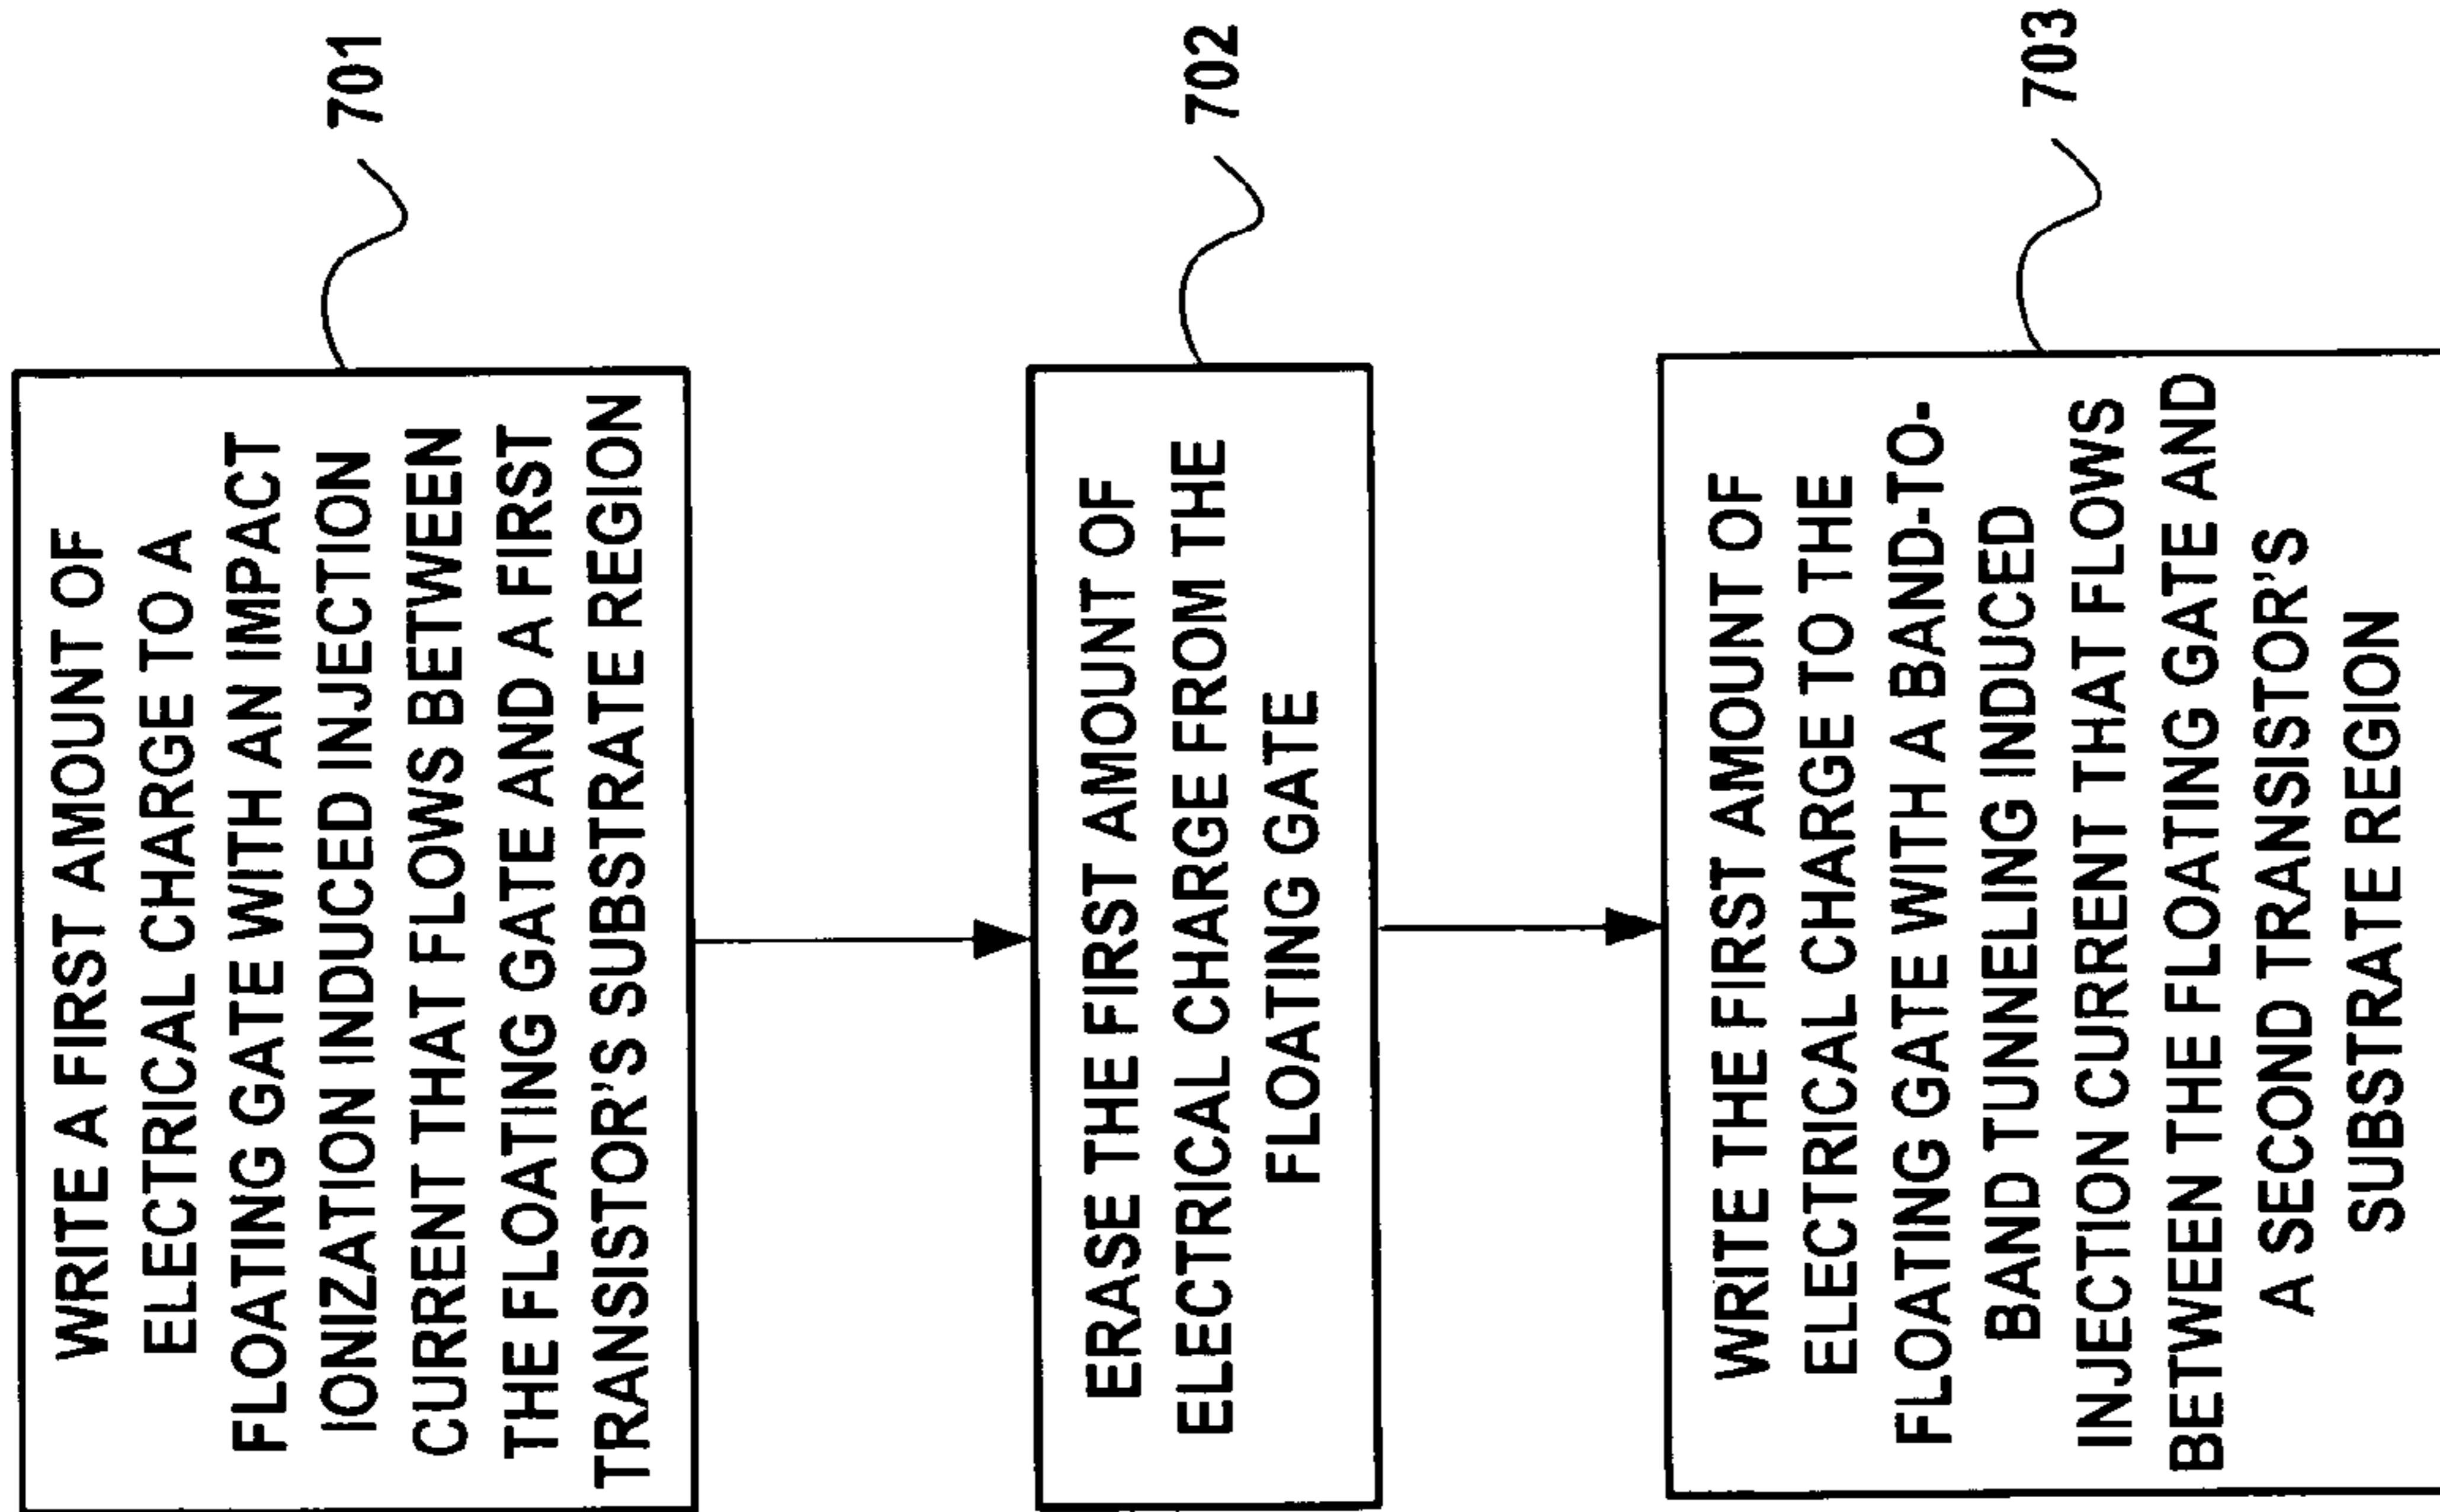 WRITE A FIRST AMOUNT OF
ELECTRICAL CHARGE TO A
FLOATING GATE WITH AN IMPACT
IONIZATION INDUCED INJECTION
CURRENT THAT FLOWS BETWEEN
THE FLOATING GATE AND A FIRST
TRANSISTOR'S SUBSTRATE REGION
701
ERASE THE FIRST AMOUNT OF
ELECTRICAL CHARGE FROM THE
FLOATING GATE
702
WRITE THE FIRST AMOUNT OF
ELECTRICAL CHARGE TO THE
FLOATING GATE WITH A BAND-TO-
BAND TUNNELING INDUCED
INJECTION CURRENT THAT FLOWS
BETWEEN THE FLOATING GATE AND
A SECOND TRANSISTOR'S
SUBSTRATE REGION
703